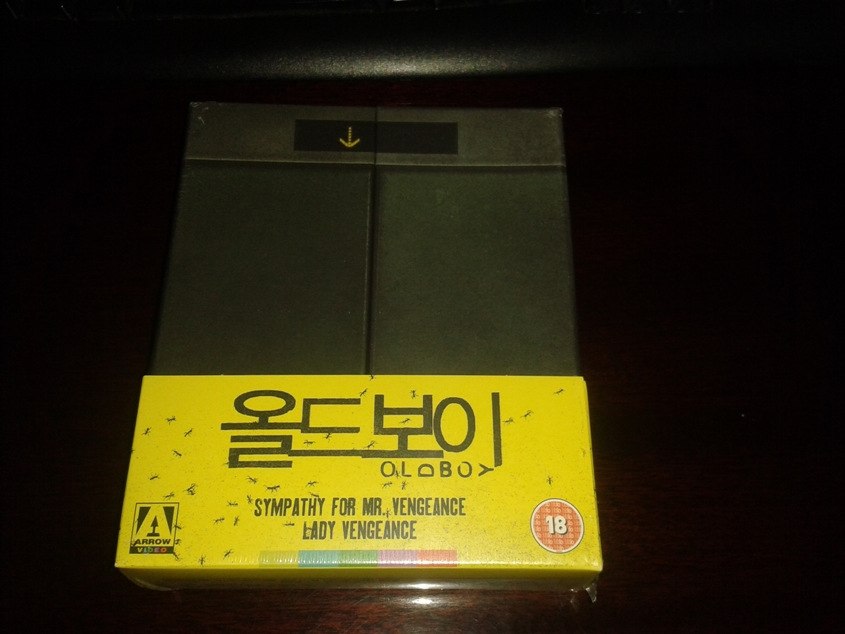 올드보이
OLDBOY
SYMPATHY FOR MR. VENGEANCE
LADY VENGEANCE
ARROW
VIDEO
18